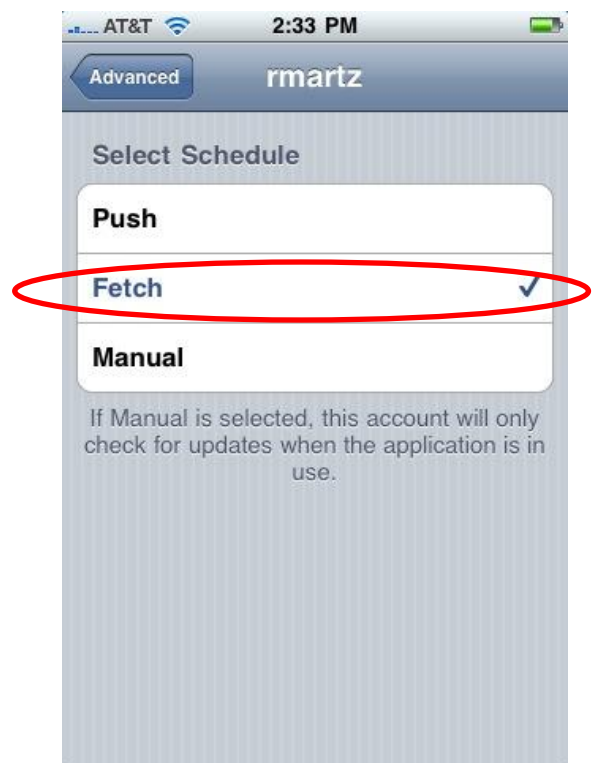 AT&T 2:33 PM
Advanced rmartz
Select Schedule
Push
Fetch
Manual
If Manual is selected, this account will only
check for updates when the application is in
use.